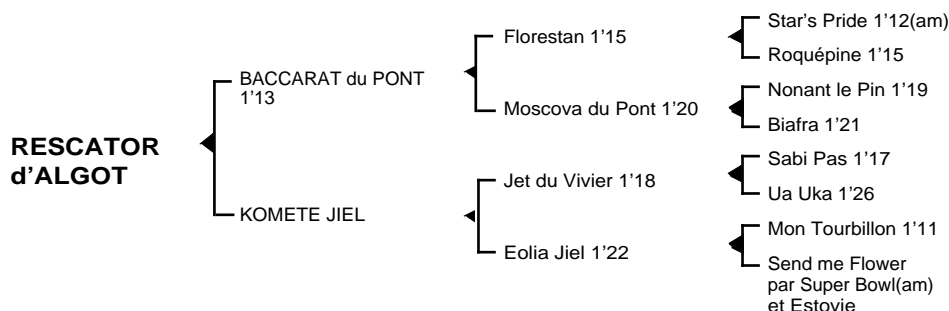 RESCATOR
d'ALGOT
BACCARAT du PONT
1'13
KOMETE JIEL
Florestan 1'15
Moscova du Pont 1'20
Jet du Vivier 1'18
Eolia Jiel 1'22
Star's Pride 1'12(am)
Roquépine 1'15
Nonant le Pin 1'19
Biafra 1'21
Sabi Pas 1'17
Ua Uka 1'26
Mon Tourbillon 1'11
Send me Flower
par Super Bowl(am)
et Estovie